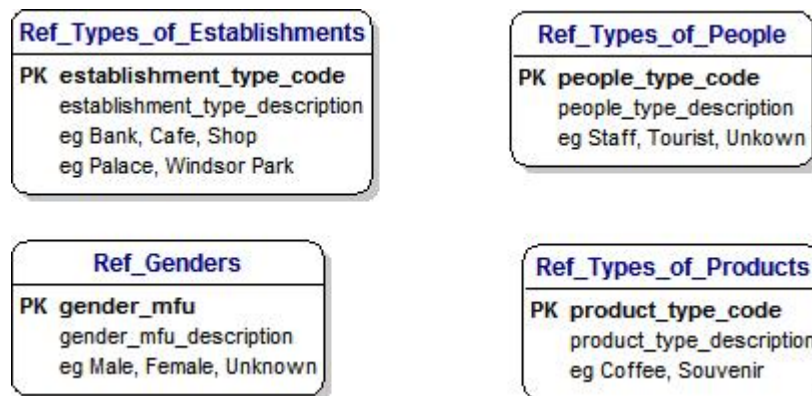 Ref_Types_of_Establishments
PK establishment_type_code
establishment_type_description
eg Bank, Cafe, Shop
eg Palace, Windsor Park
Ref_Types_of_People
PK people_type_code
people_type_description
eg Staff, Tourist, Unkown
Ref_Genders
PK gender_mfu
gender_mfu_description
eg Male, Female, Unknown
Ref_Types_of_Products
PK product_type_code
product_type_description
eg Coffee, Souvenir